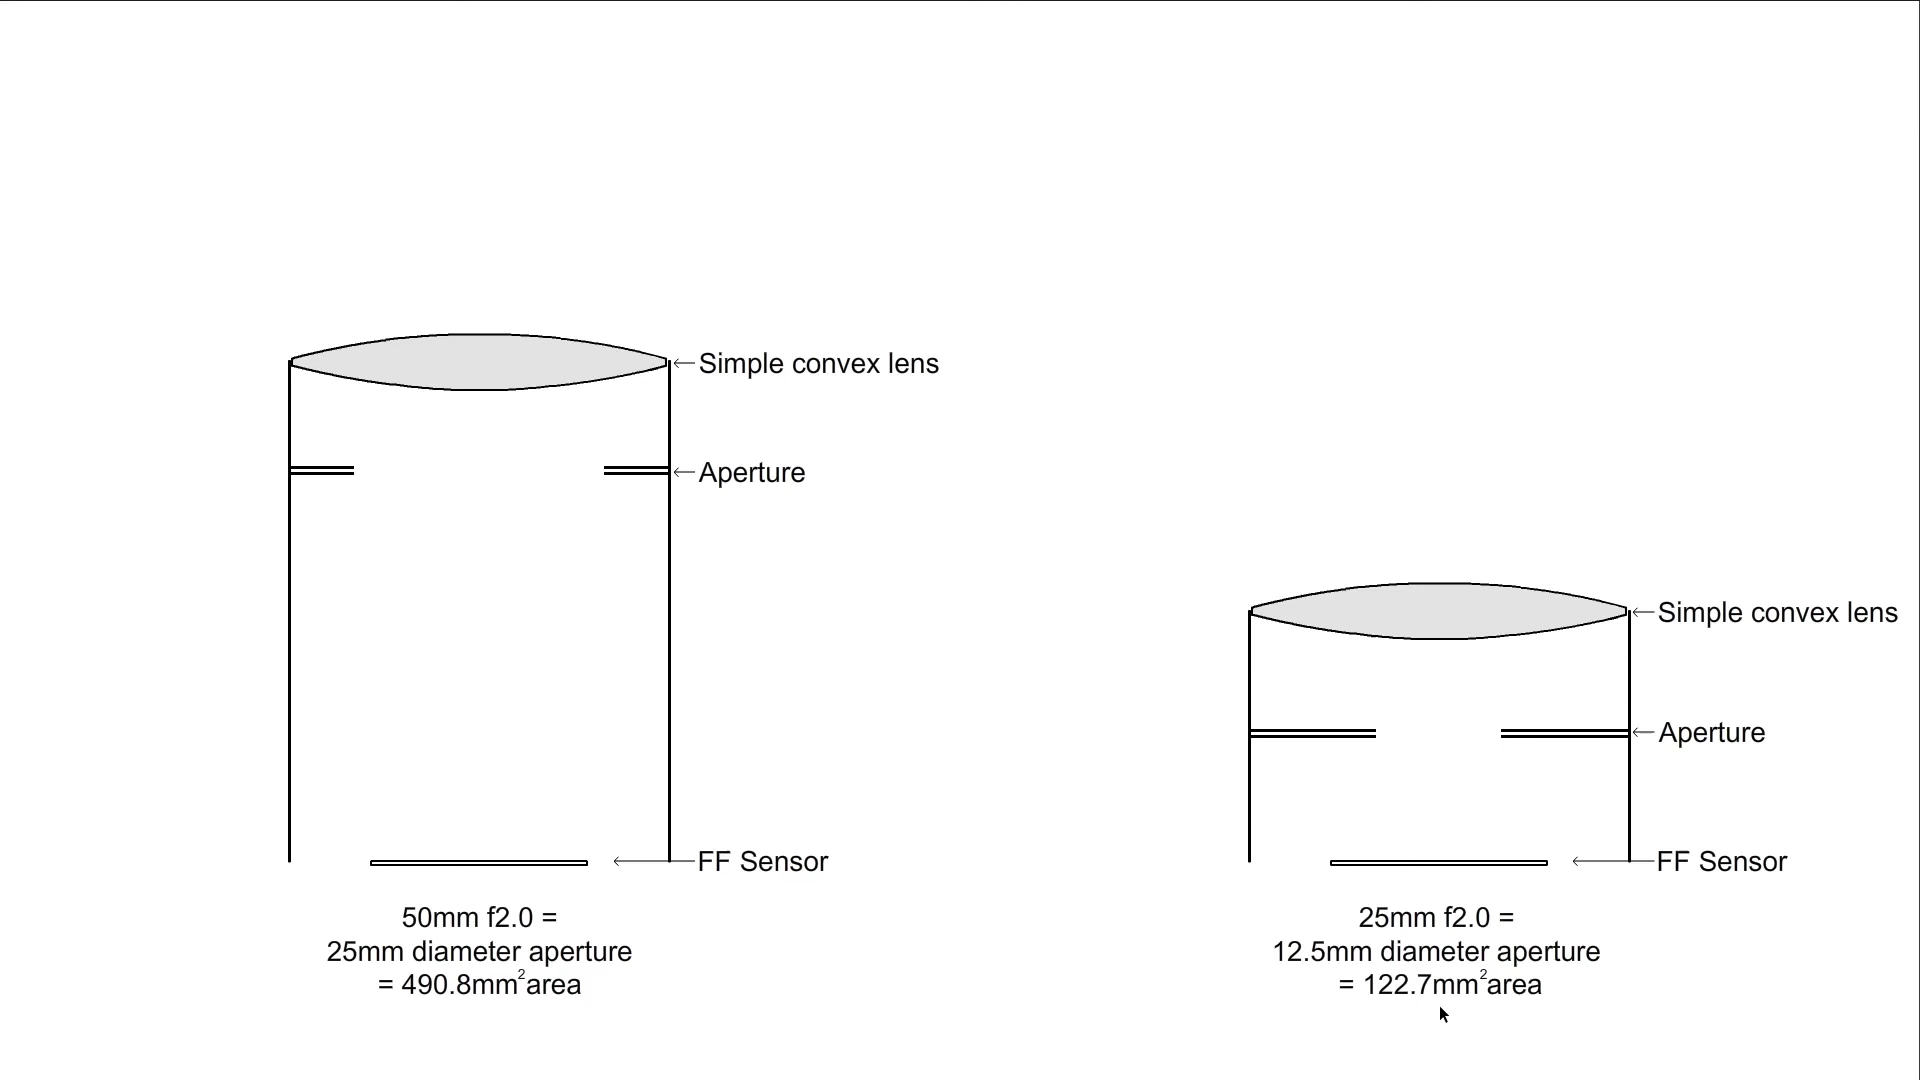 Simple convex lens
Aperture
FF Sensor
50mm f2.0 =
25mm diameter aperture
= 490.8mm²area
Simple convex lens
Aperture
FF Sensor
25mm f2.0 =
12.5mm diameter aperture
= 122.7mm²area